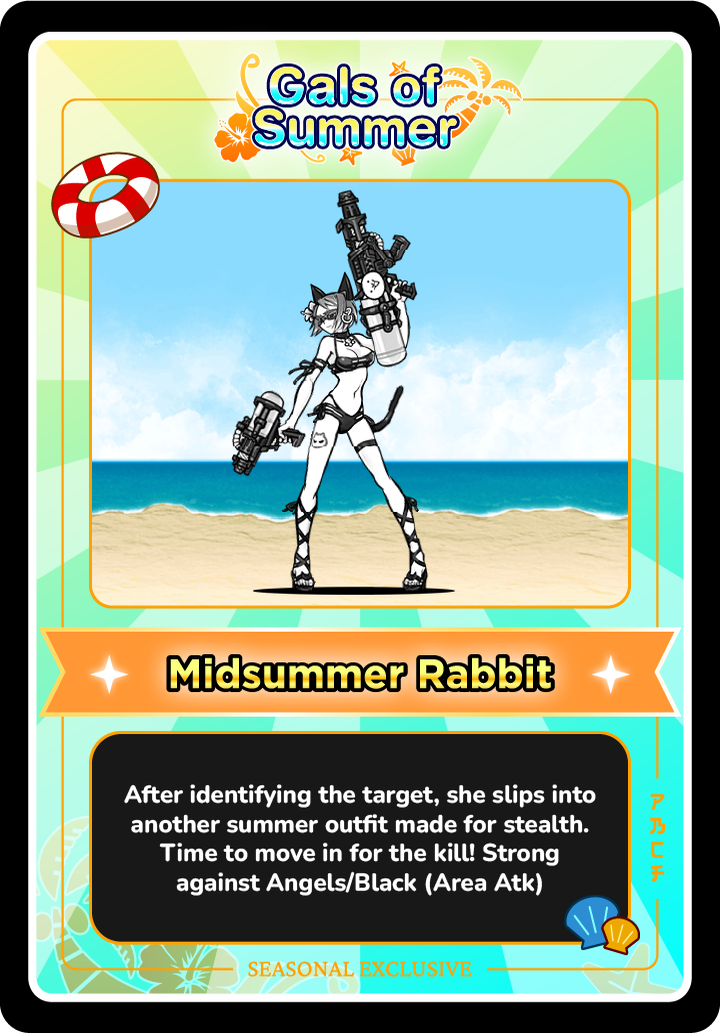 Gals of
Summer
Midsummer Rabbit
After identifying the target, she slips into
another summer outfit made for stealth.
Time to move in for the kill! Strong
against Angels/Black (Area Atk)
SEASONAL EXCLUSIVE